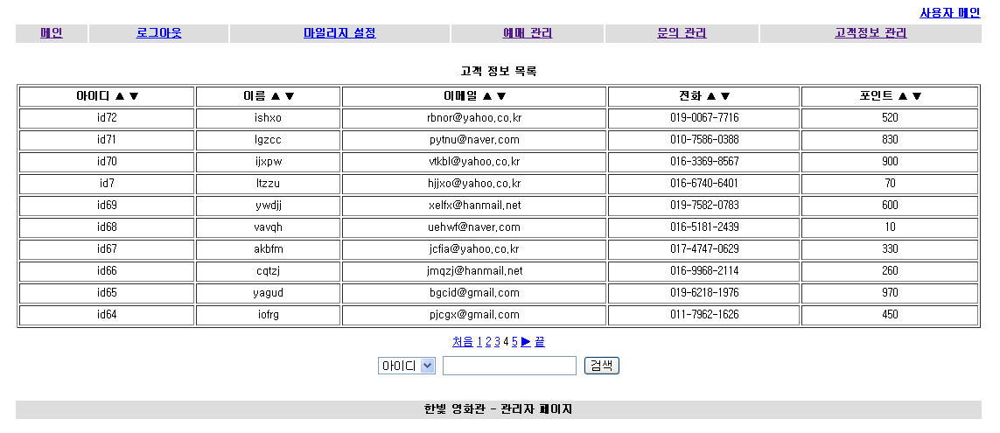 사용자 메인
메인 로그아웃 마일리지 설정 예매 관리 문의 관리 고객정보 관리
고객 정보 목록
아이디 ▲ ▼ 이름 ▲ ▼ 이메일 ▲ ▼ 전화 ▲ ▼ 포인트 ▲ ▼
id72 ishxo rbnor@yahoo.co.kr 019-0067-7716 520
id71 lgzcc pytnu@naver.com 010-7586-0388 830
id70 ijxpw vtkbl@yahoo.co.kr 016-3369-8567 900
id7 ltzzu hjjxo@yahoo.co.kr 016-6740-6401 70
id69 ywdjj xelfx@hanmail.net 019-7582-0783 600
id68 vavqh uehwf@naver.com 016-5181-2439 10
id67 akbfm jcfia@yahoo.co.kr 017-4747-0629 330
id66 cqtzj jmqzj@hanmail.net 016-9968-2114 260
id65 yagud bgcid@gmail.com 019-6218-1976 970
id64 iofrg pjcgx@gmail.com 011-7962-1626 450
처음 1 2 3 4 5 ▶ 끝
아이디 검색
한빛 영화관 - 관리자 페이지